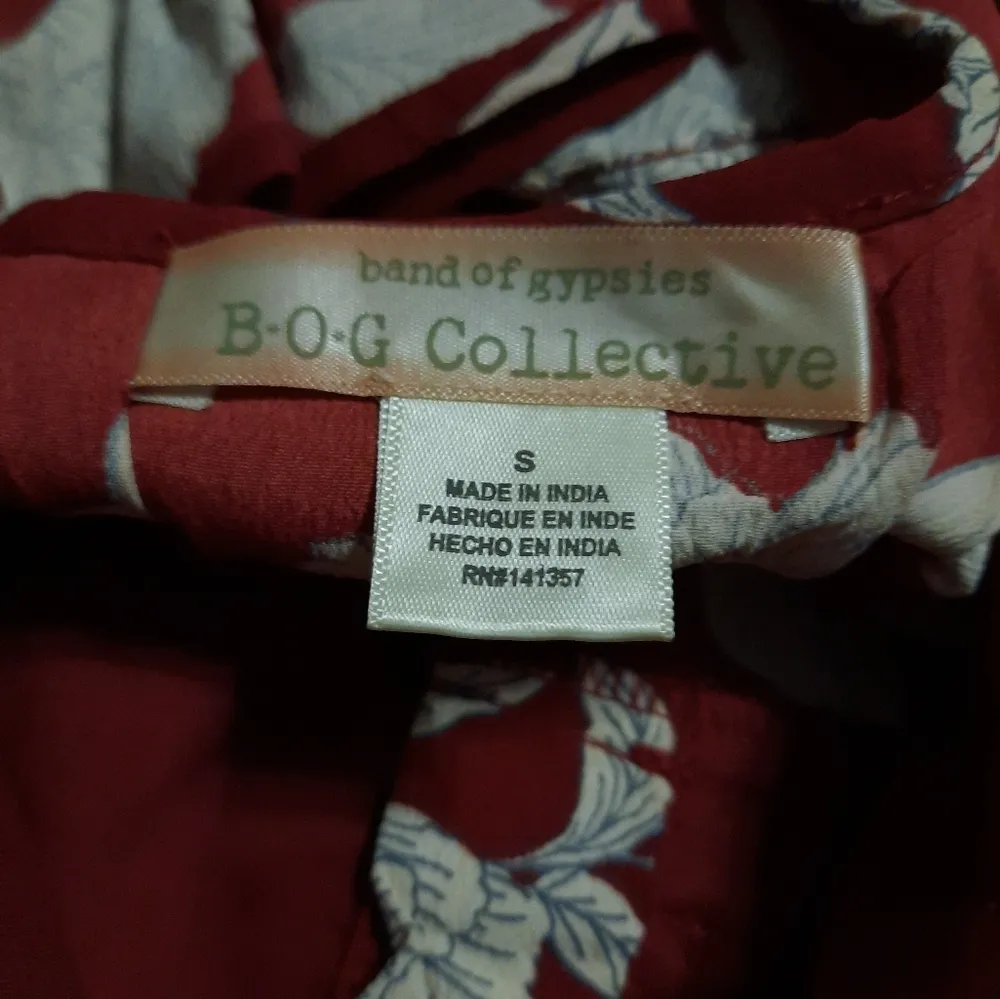 band of gypsies
B·O·G Collective
S
MADE IN INDIA
FABRIQUE EN INDE
HECHO EN INDIA
RN#141357